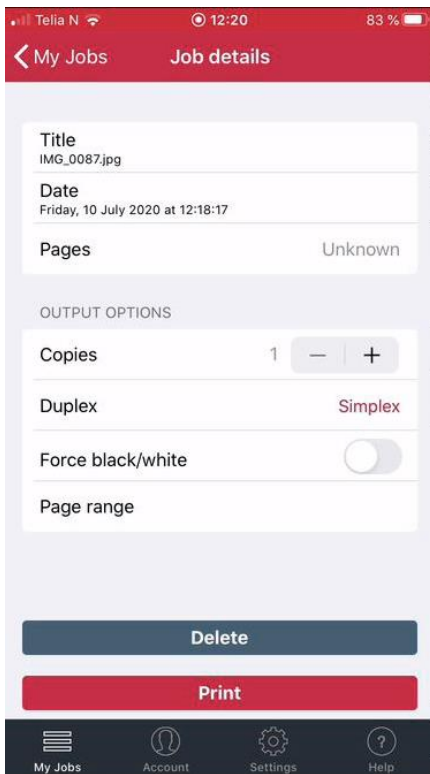 Telia N 12:20 83 %
My Jobs Job details
Title
IMG_0087.jpg
Date
Friday, 10 July 2020 at 12:18:17
Pages Unknown
OUTPUT OPTIONS
Copies 1 − +
Duplex Simplex
Force black/white
Page range
Delete
Print
My Jobs Account Settings Help